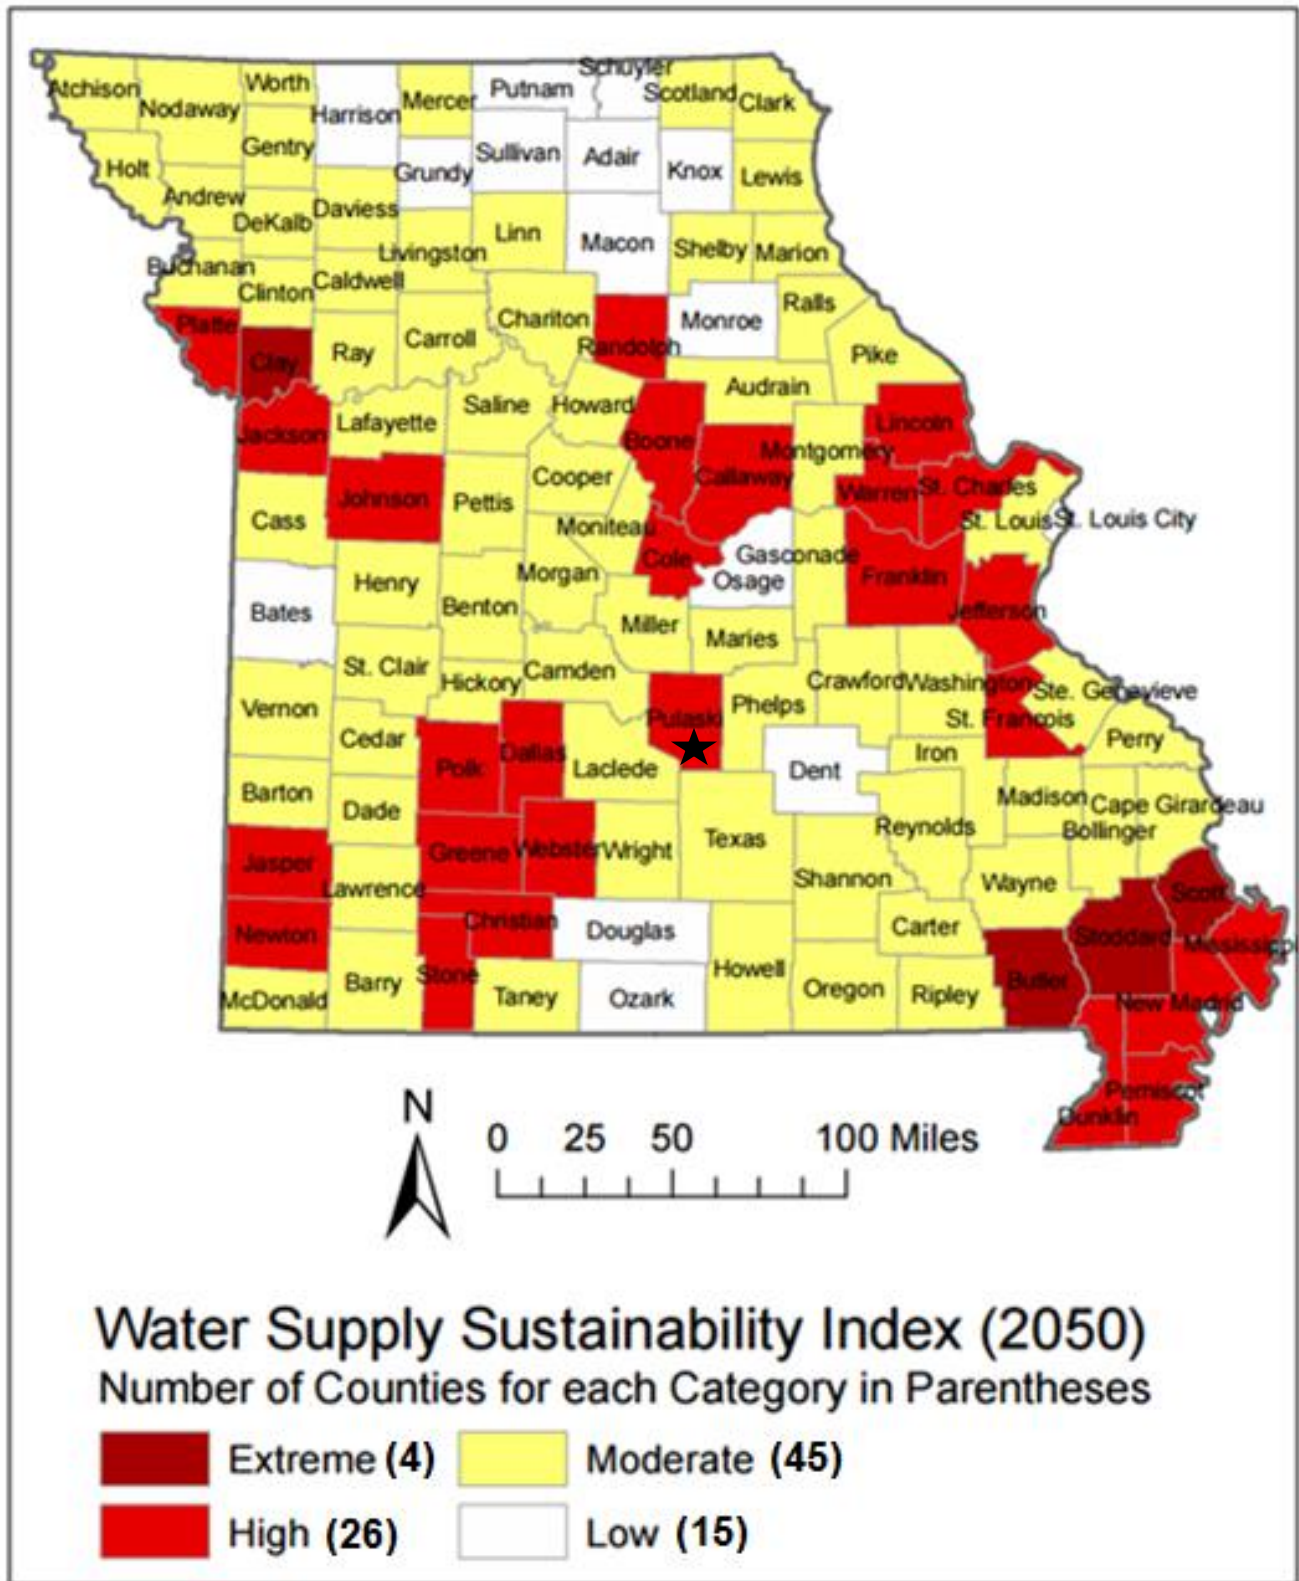 Schuyler
Atchison Nodaway Worth Harrison Mercer Putnam Scotland Clark
Gentry Grundy Sullivan Adair Knox Lewis
Holt Andrew DeKalb Daviess Livingston Linn Macon Shelby Marion
Buchanan Clinton Caldwell Chariton Monroe Ralls
Platte Clay Ray Carroll Randolph Pike
Jackson Lafayette Saline Howard Audrain
Boone Callaway Montgomery Lincoln
Johnson Pettis Cooper Warren St. Charles
Cass Moniteau St. Louis St. Louis City
Henry Morgan Cole Gasconade Franklin
Bates Benton Osage Jefferson
Miller Maries
St. Clair Hickory Camden Crawford Washington Ste. Genevieve
Vernon Pulaski Phelps St. Francois
Cedar Polk Dallas Laclede Dent Iron Perry
Barton Dade Texas Reynolds Madison Cape Girardeau
Bollinger
Jasper Greene Webster Wright
Lawrence Shannon Wayne Scott
Newton Christian Douglas Carter Stoddard Mississippi
McDonald Barry Stone Taney Ozark Howell Oregon Ripley Butler New Madrid
Pemiscot
Dunklin
N
0 25 50 100 Miles
Water Supply Sustainability Index (2050)
Number of Counties for each Category in Parentheses
Extreme (4) Moderate (45)
High (26) Low (15)